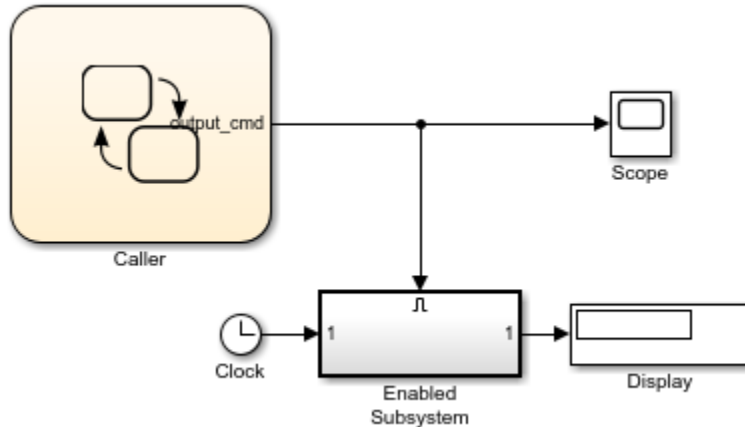 output_cmd
Caller
Scope
Clock
1
1
Enabled
Subsystem
Display